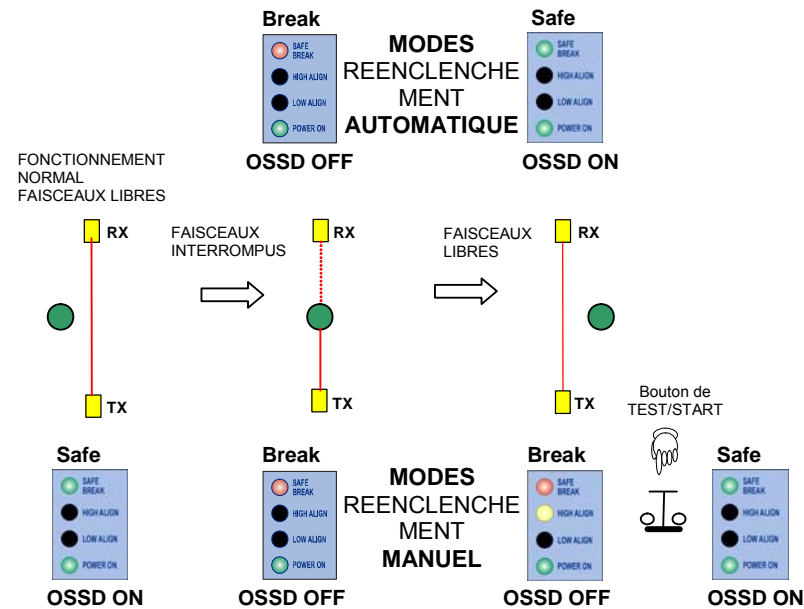 Break
SAFE
BREAK
HIGH ALIGN
LOW ALIGN
POWER ON
OSSD OFF
MODES
REENCLENCHE
MENT
AUTOMATIQUE
Safe
SAFE
BREAK
HIGH ALIGN
LOW ALIGN
POWER ON
OSSD ON
FONCTIONNEMENT
NORMAL
FAISCEAUX LIBRES
RX
TX
FAISCEAUX
INTERROMPUS
RX
TX
FAISCEAUX
LIBRES
RX
TX
Bouton de
TEST/START
Safe
SAFE
BREAK
HIGH ALIGN
LOW ALIGN
POWER ON
OSSD ON
Break
SAFE
BREAK
HIGH ALIGN
LOW ALIGN
POWER ON
OSSD OFF
MODES
REENCLENCHE
MENT
MANUEL
Break
SAFE
BREAK
HIGH ALIGN
LOW ALIGN
POWER ON
OSSD OFF
Safe
SAFE
BREAK
HIGH ALIGN
LOW ALIGN
POWER ON
OSSD ON